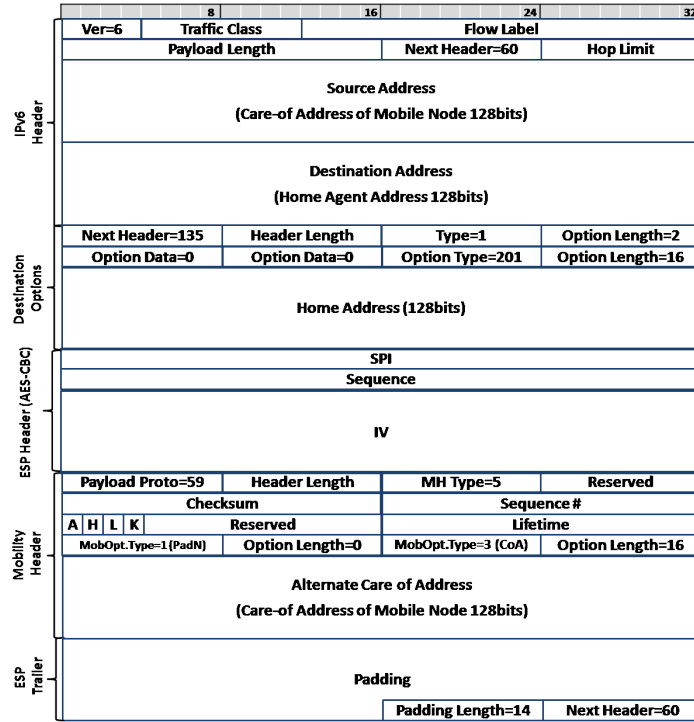 8 16 24 32
Ver=6 Traffic Class Flow Label
Payload Length Next Header=60 Hop Limit
IPv6 Header
Source Address
(Care-of Address of Mobile Node 128bits)
Destination Address
(Home Agent Address 128bits)
Destination Options
Next Header=135 Header Length Type=1 Option Length=2
Option Data=0 Option Data=0 Option Type=201 Option Length=16
Home Address (128bits)
ESP Header (AES-CBC)
SPI
Sequence
IV
Mobility Header
Payload Proto=59 Header Length MH Type=5 Reserved
Checksum Sequence #
A H L K Reserved Lifetime
MobOpt.Type=1(PadN) Option Length=0 MobOpt.Type=3 (CoA) Option Length=16
Alternate Care of Address
(Care-of Address of Mobile Node 128bits)
ESP Trailer
Padding
Padding Length=14 Next Header=60